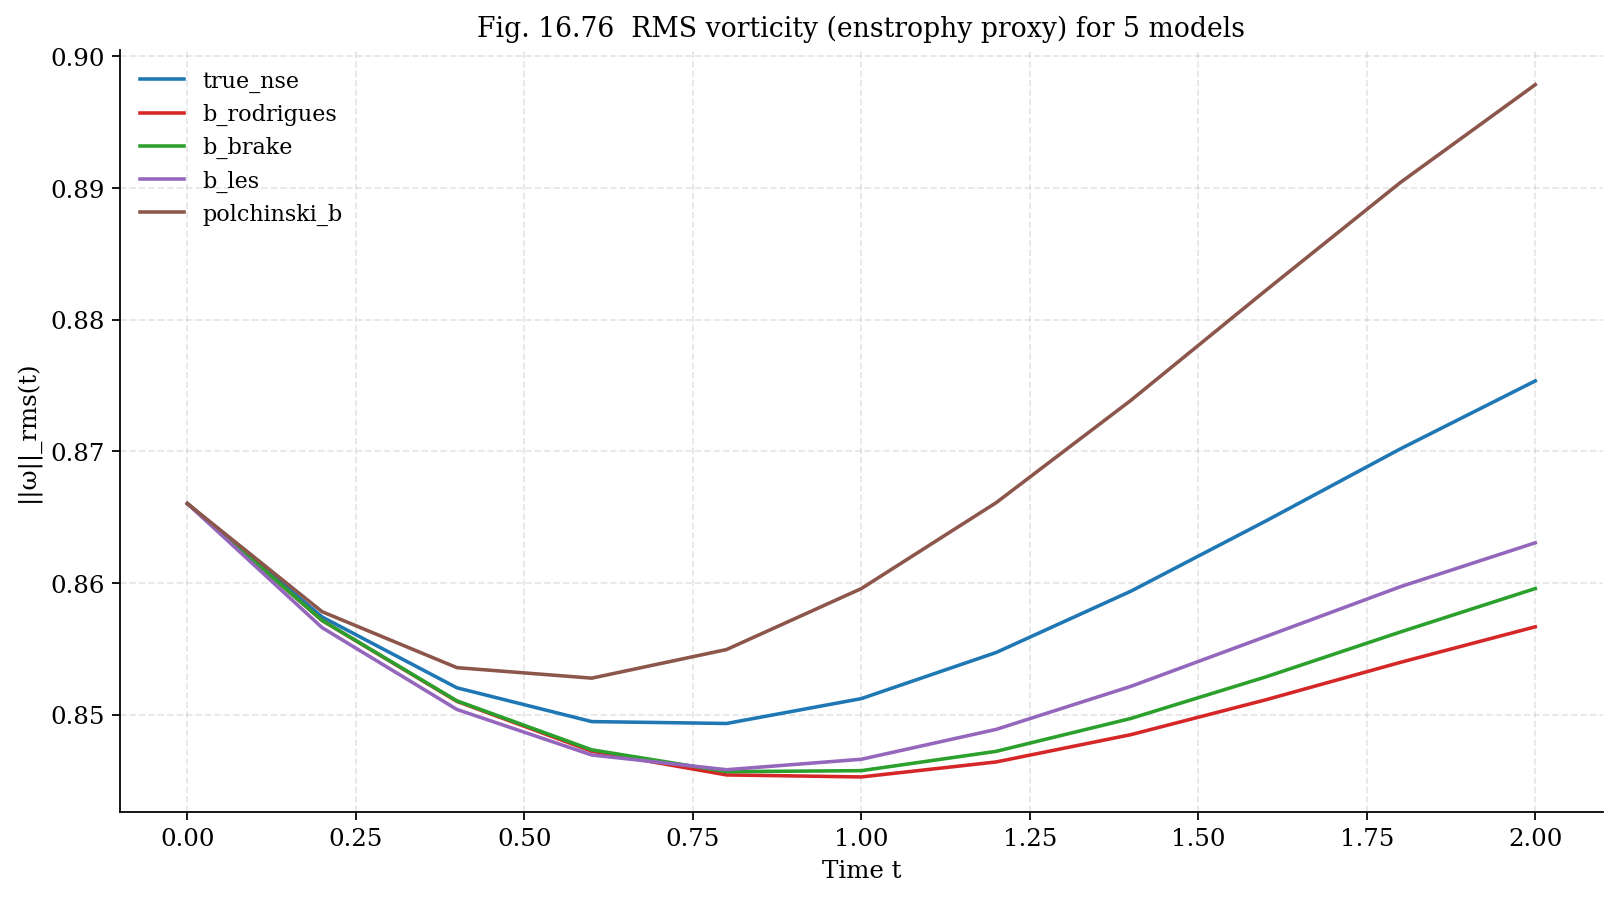 Fig. 16.76  RMS vorticity (enstrophy proxy) for 5 models
true_nse
b_rodrigues
b_brake
b_les
polchinski_b
||ω||_rms(t)
0.90
0.89
0.88
0.87
0.86
0.85
0.00 0.25 0.50 0.75 1.00 1.25 1.50 1.75 2.00
Time t